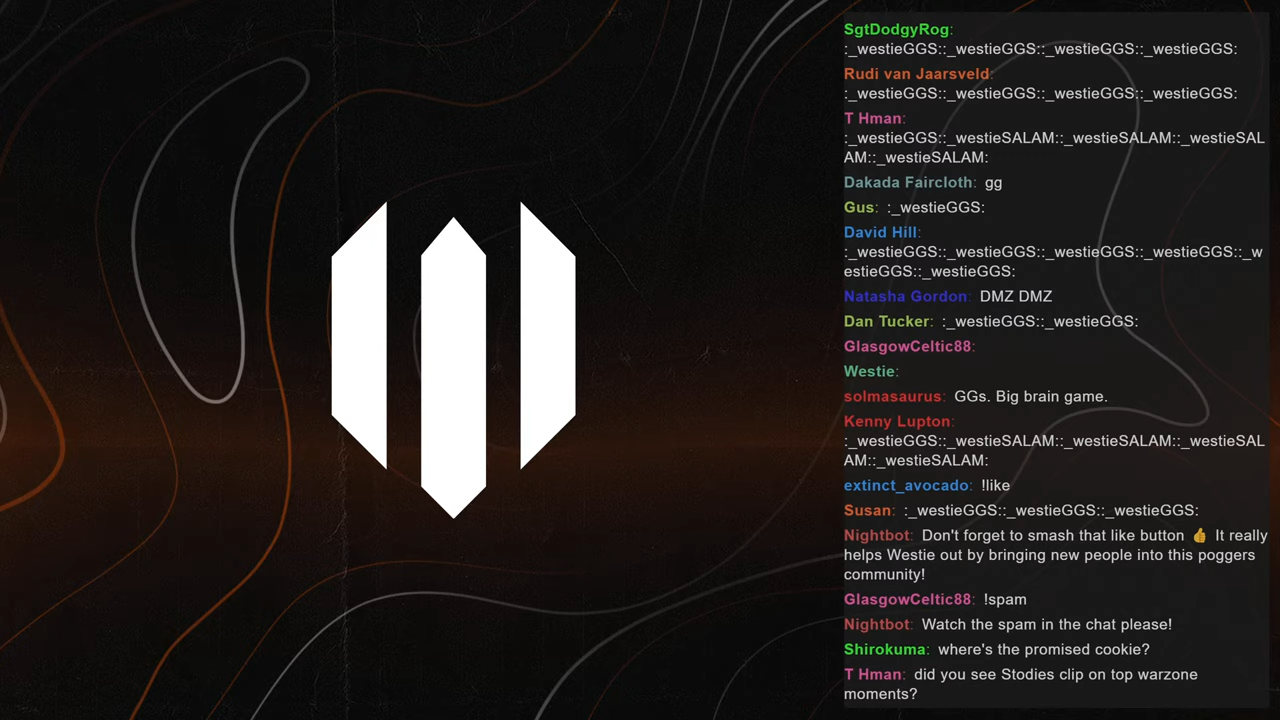 SgtDodgyRog:
:_westieGGS::_westieGGS::_westieGGS::_westieGGS:
Rudi van Jaarsveld:
:_westieGGS::_westieGGS::_westieGGS::_westieGGS:
T Hman:
:_westieGGS::_westieSALAM::_westieSALAM::_westieSAL
AM::_westieSALAM:
Dakada Faircloth: gg
Gus: :_westieGGS:
David Hill:
:_westieGGS::_westieGGS::_westieGGS::_westieGGS::_w
estieGGS::_westieGGS:
Natasha Gordon: DMZ DMZ
Dan Tucker: :_westieGGS::_westieGGS:
GlasgowCeltic88:
Westie:
solmasaurus: GGs. Big brain game.
Kenny Lupton:
:_westieGGS::_westieSALAM::_westieSALAM::_westieSAL
AM::_westieSALAM:
extinct_avocado: !like
Susan: :_westieGGS::_westieGGS::_westieGGS:
Nightbot: Don't forget to smash that like button 👍 It really
helps Westie out by bringing new people into this poggers
community!
GlasgowCeltic88: !spam
Nightbot: Watch the spam in the chat please!
Shirokuma: where's the promised cookie?
T Hman: did you see Stodies clip on top warzone
moments?